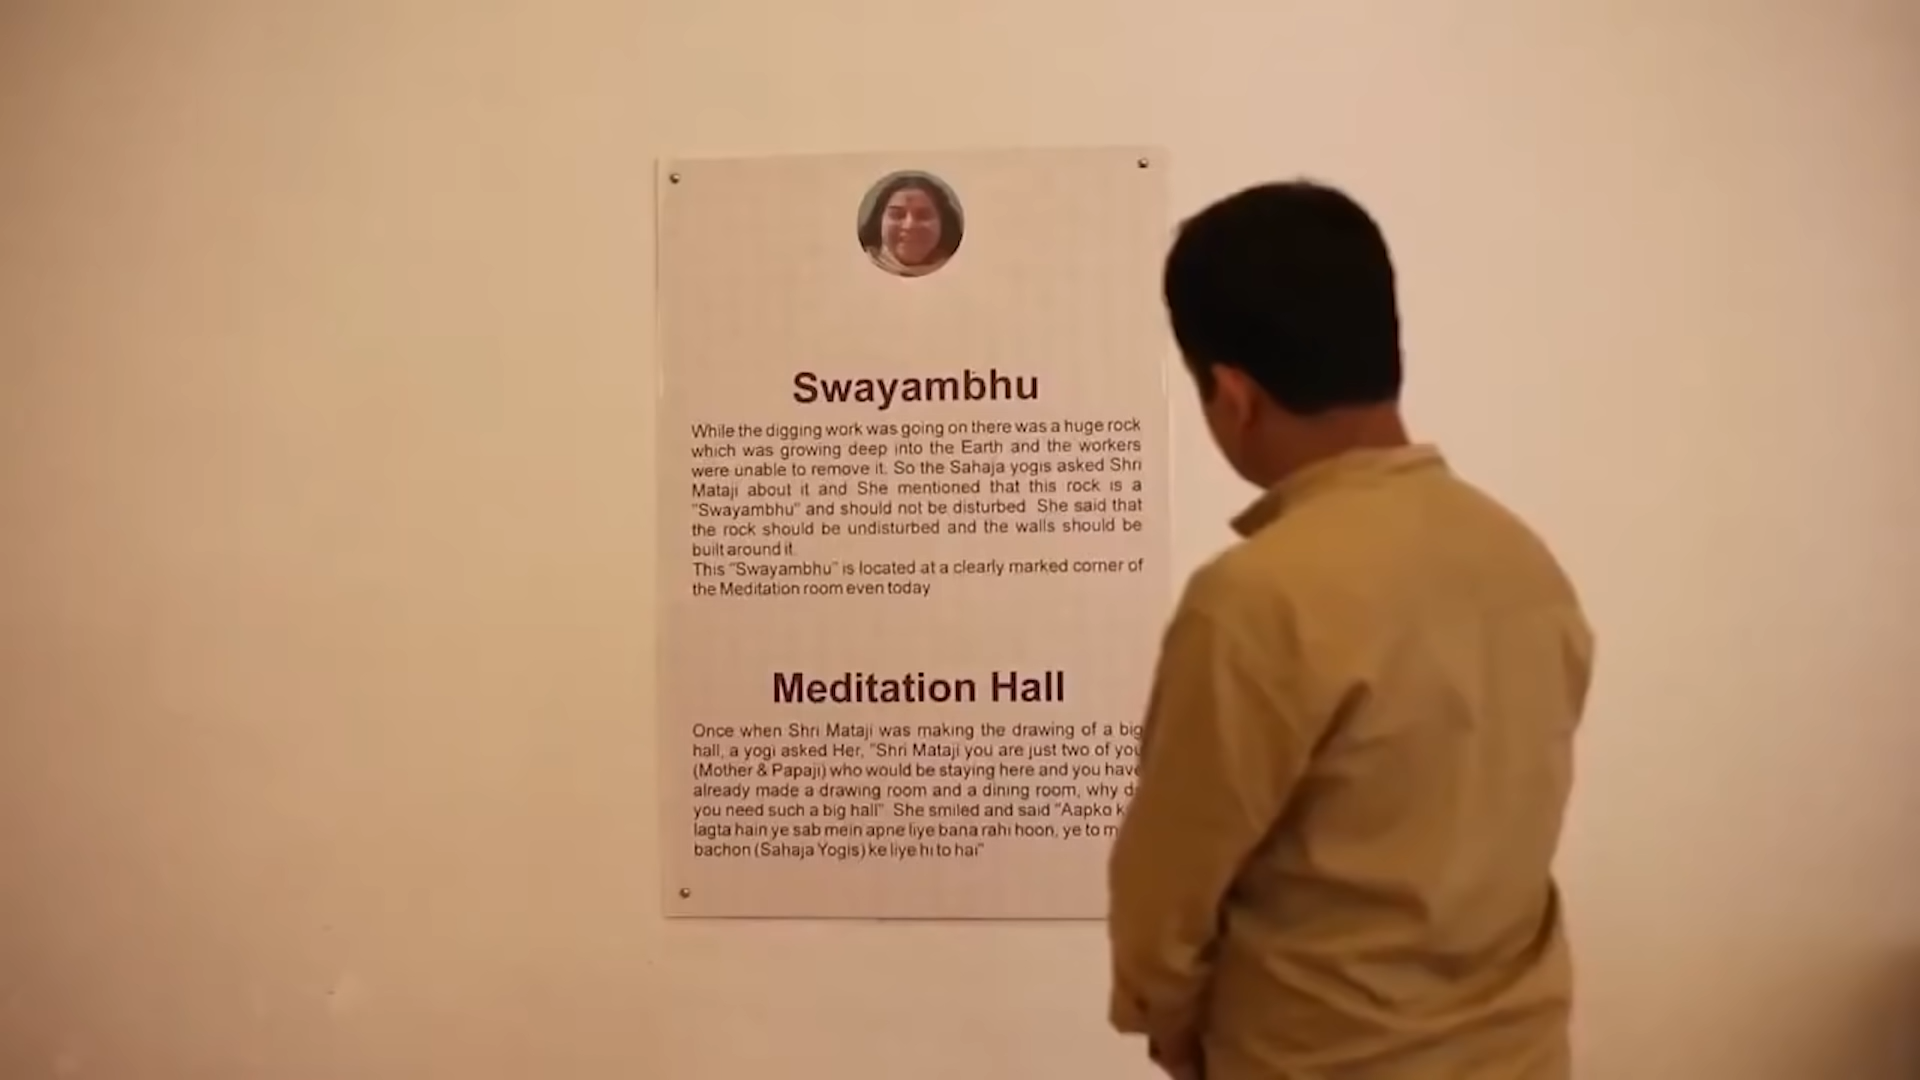 Swayambhu
While the digging work was going on there was a huge rock
which was growing deep into the Earth and the workers
were unable to remove it. So the Sahaja yogis asked Shri
Mataji about it and She mentioned that this rock is a
"Swayambhu" and should not be disturbed. She said that
the rock should be undisturbed and the walls should be
built around it.
This "Swayambhu" is located at a clearly marked corner of
the Meditation room even today
Meditation Hall
Once when Shri Mataji was making the drawing of a big
hall, a yogi asked Her, "Shri Mataji you are just two of you
(Mother & Papaji) who would be staying here and you have
already made a drawing room and a dining room, why
you need such a big hall". She smiled and said "Aapko
lagta hain ye sab mein apne liye bana rahi hoon, ye to
bachon (Sahaja Yogis) ke liye hi to hai"